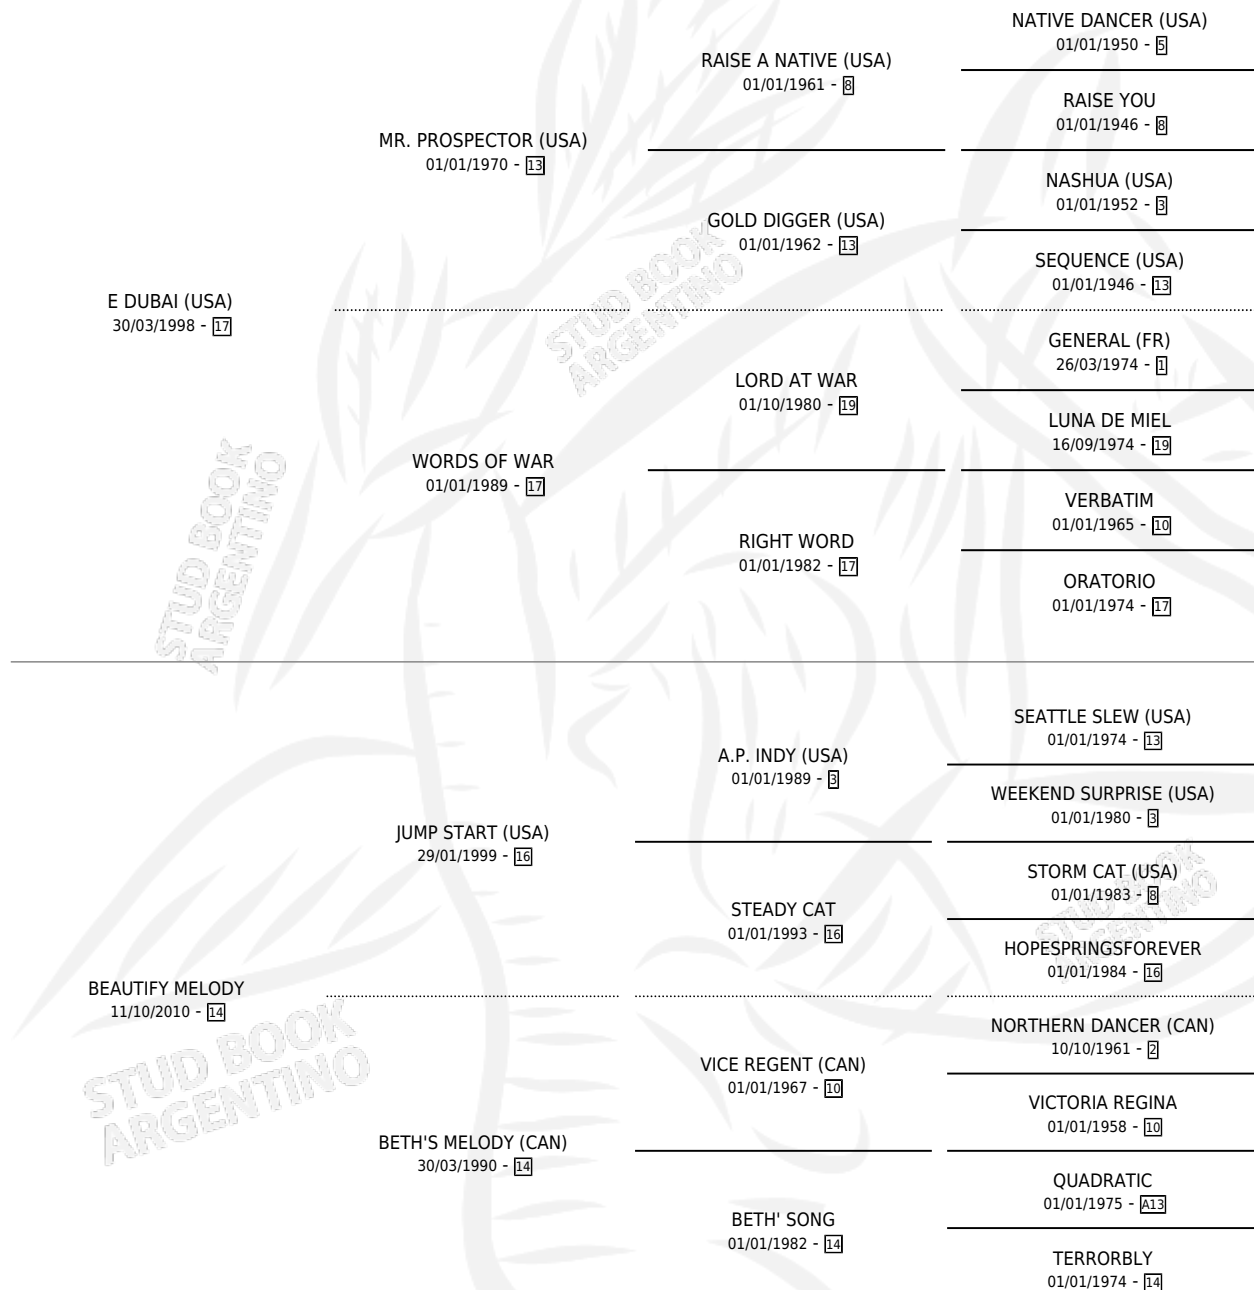 NATIVE DANCER (USA)
01/01/1950 - 5
RAISE A NATIVE (USA)
01/01/1961 - 8
RAISE YOU
01/01/1946 - 8
MR. PROSPECTOR (USA)
01/01/1970 - 13
NASHUA (USA)
01/01/1952 - 3
GOLD DIGGER (USA)
01/01/1962 - 13
SEQUENCE (USA)
01/01/1946 - 13
E DUBAI (USA)
30/03/1998 - 17
GENERAL (FR)
26/03/1974 - 1
LORD AT WAR
01/10/1980 - 19
LUNA DE MIEL
16/09/1974 - 19
WORDS OF WAR
01/01/1989 - 17
VERBATIM
01/01/1965 - 10
RIGHT WORD
01/01/1982 - 17
ORATORIO
01/01/1974 - 17
SEATTLE SLEW (USA)
01/01/1974 - 13
A.P. INDY (USA)
01/01/1989 - 3
WEEKEND SURPRISE (USA)
01/01/1980 - 3
JUMP START (USA)
29/01/1999 - 16
STORM CAT (USA)
01/01/1983 - 8
STEADY CAT
01/01/1993 - 16
HOPESPRINGSFOREVER
01/01/1984 - 16
BEAUTIFY MELODY
11/10/2010 - 14
NORTHERN DANCER (CAN)
10/10/1961 - 2
VICE REGENT (CAN)
01/01/1967 - 10
VICTORIA REGINA
01/01/1958 - 10
BETH'S MELODY (CAN)
30/03/1990 - 14
QUADRATIC
01/01/1975 - A13
BETH' SONG
01/01/1982 - 14
TERRORBLY
01/01/1974 - 14
STUD BOOK
ARGENTINO
STUD BOOK
ARGENTINO
STUD BOOK
ARGENTINO
STUD BOOK
ARGENTINO